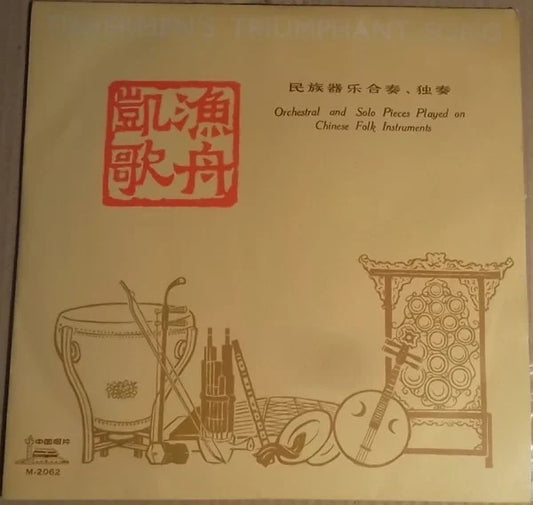 FISHERMEN'S TRIUMPHANT SONG
漁舟
凱歌
民族器乐合奏、独奏
Orchestral and Solo Pieces Played on
Chinese Folk Instruments
中国唱片
M-2062